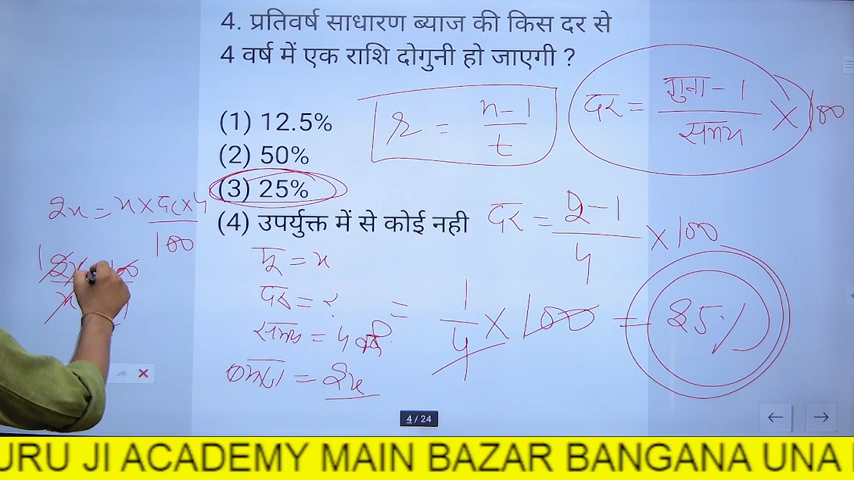 4. प्रतिवर्ष साधारण ब्याज की किस दर से
4 वर्ष में एक राशि दोगुनी हो जाएगी ?
(1) 12.5%
(2) 50%
(3) 25%
(4) उपर्युक्त में से कोई नही
r = n-1 / t
दर = गुना-1 / समय × 100
दर = 2-1 / 4 × 100
= 1/4 × 100 = 25%
2x = x × दर × 4 / 100
मू = x
दर = ?
समय = 4 वर्ष
= 2x
4 / 24
URU JI ACADEMY MAIN BAZAR BANGANA UNA